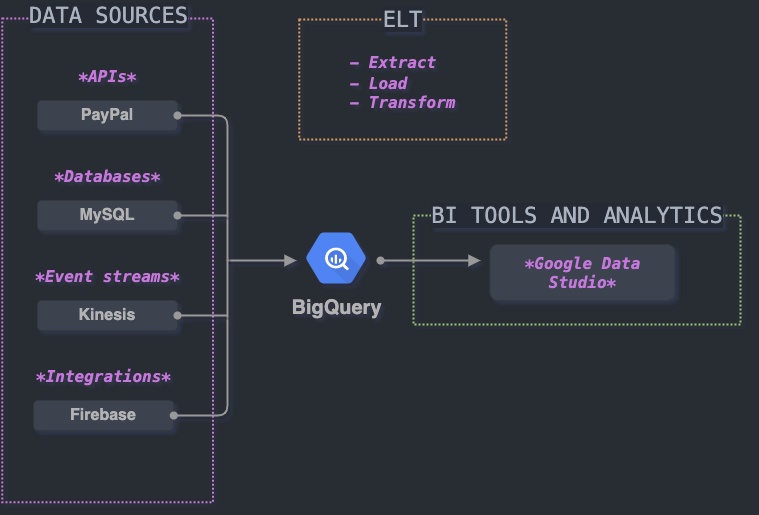 DATA SOURCES
*APIs*
PayPal
*Databases*
MySQL
*Event streams*
Kinesis
*Integrations*
Firebase
ELT
- Extract
- Load
- Transform
BigQuery
BI TOOLS AND ANALYTICS
*Google Data
Studio*